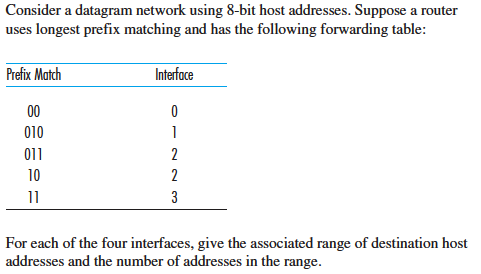 Consider a datagram network using 8-bit host addresses. Suppose a router
uses longest prefix matching and has the following forwarding table:
Prefix Match Interface
00 0
010 1
011 2
10 2
11 3
For each of the four interfaces, give the associated range of destination host
addresses and the number of addresses in the range.